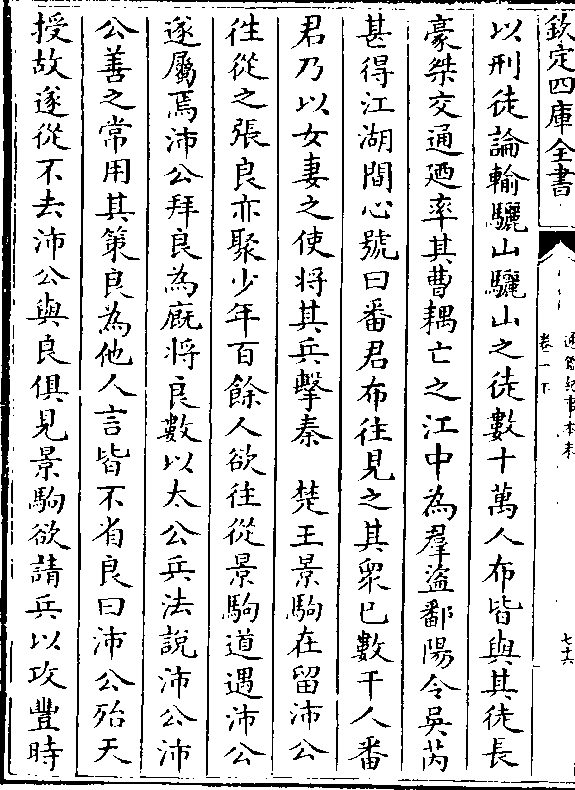 欽定四庫全書
通鑑紀事本末
卷一下
七十六
以刑徒論輸驪山驪山之徒數十萬人布皆與其徒長
豪桀交通廼率其曹耦亡之江中為羣盜鄱陽令吳芮
甚得江湖間心號曰番君布往見之其衆已數千人番
君乃以女妻之使將其兵擊秦　楚王景駒在留沛公
往從之張良亦聚少年百餘人欲往從景駒道遇沛公
遂屬焉沛公拜良為廐將良數以太公兵法說沛公沛
公善之常用其策良為他人言皆不省良曰沛公殆天
授故遂從不去沛公與良俱見景駒欲請兵以攻豐時